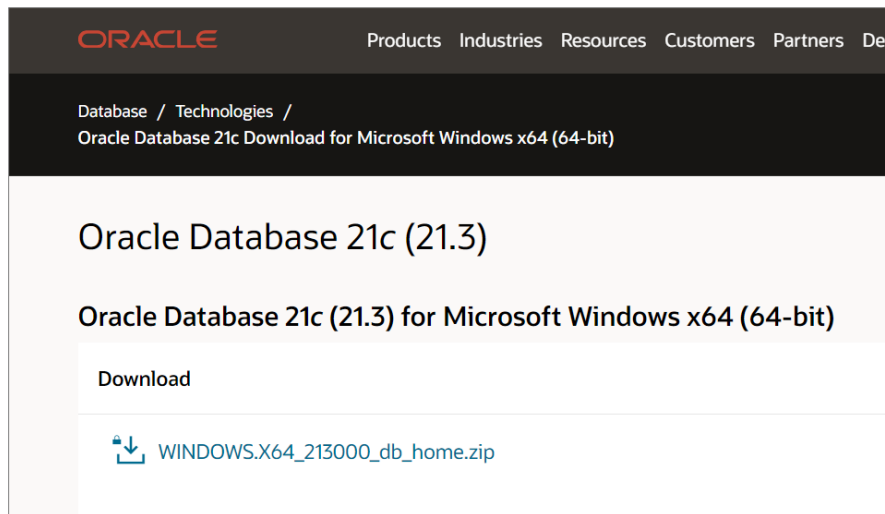 ORACLE Products Industries Resources Customers Partners De
Database / Technologies /
Oracle Database 21c Download for Microsoft Windows x64 (64-bit)
Oracle Database 21c (21.3)
Oracle Database 21c (21.3) for Microsoft Windows x64 (64-bit)
Download
WINDOWS.X64_213000_db_home.zip